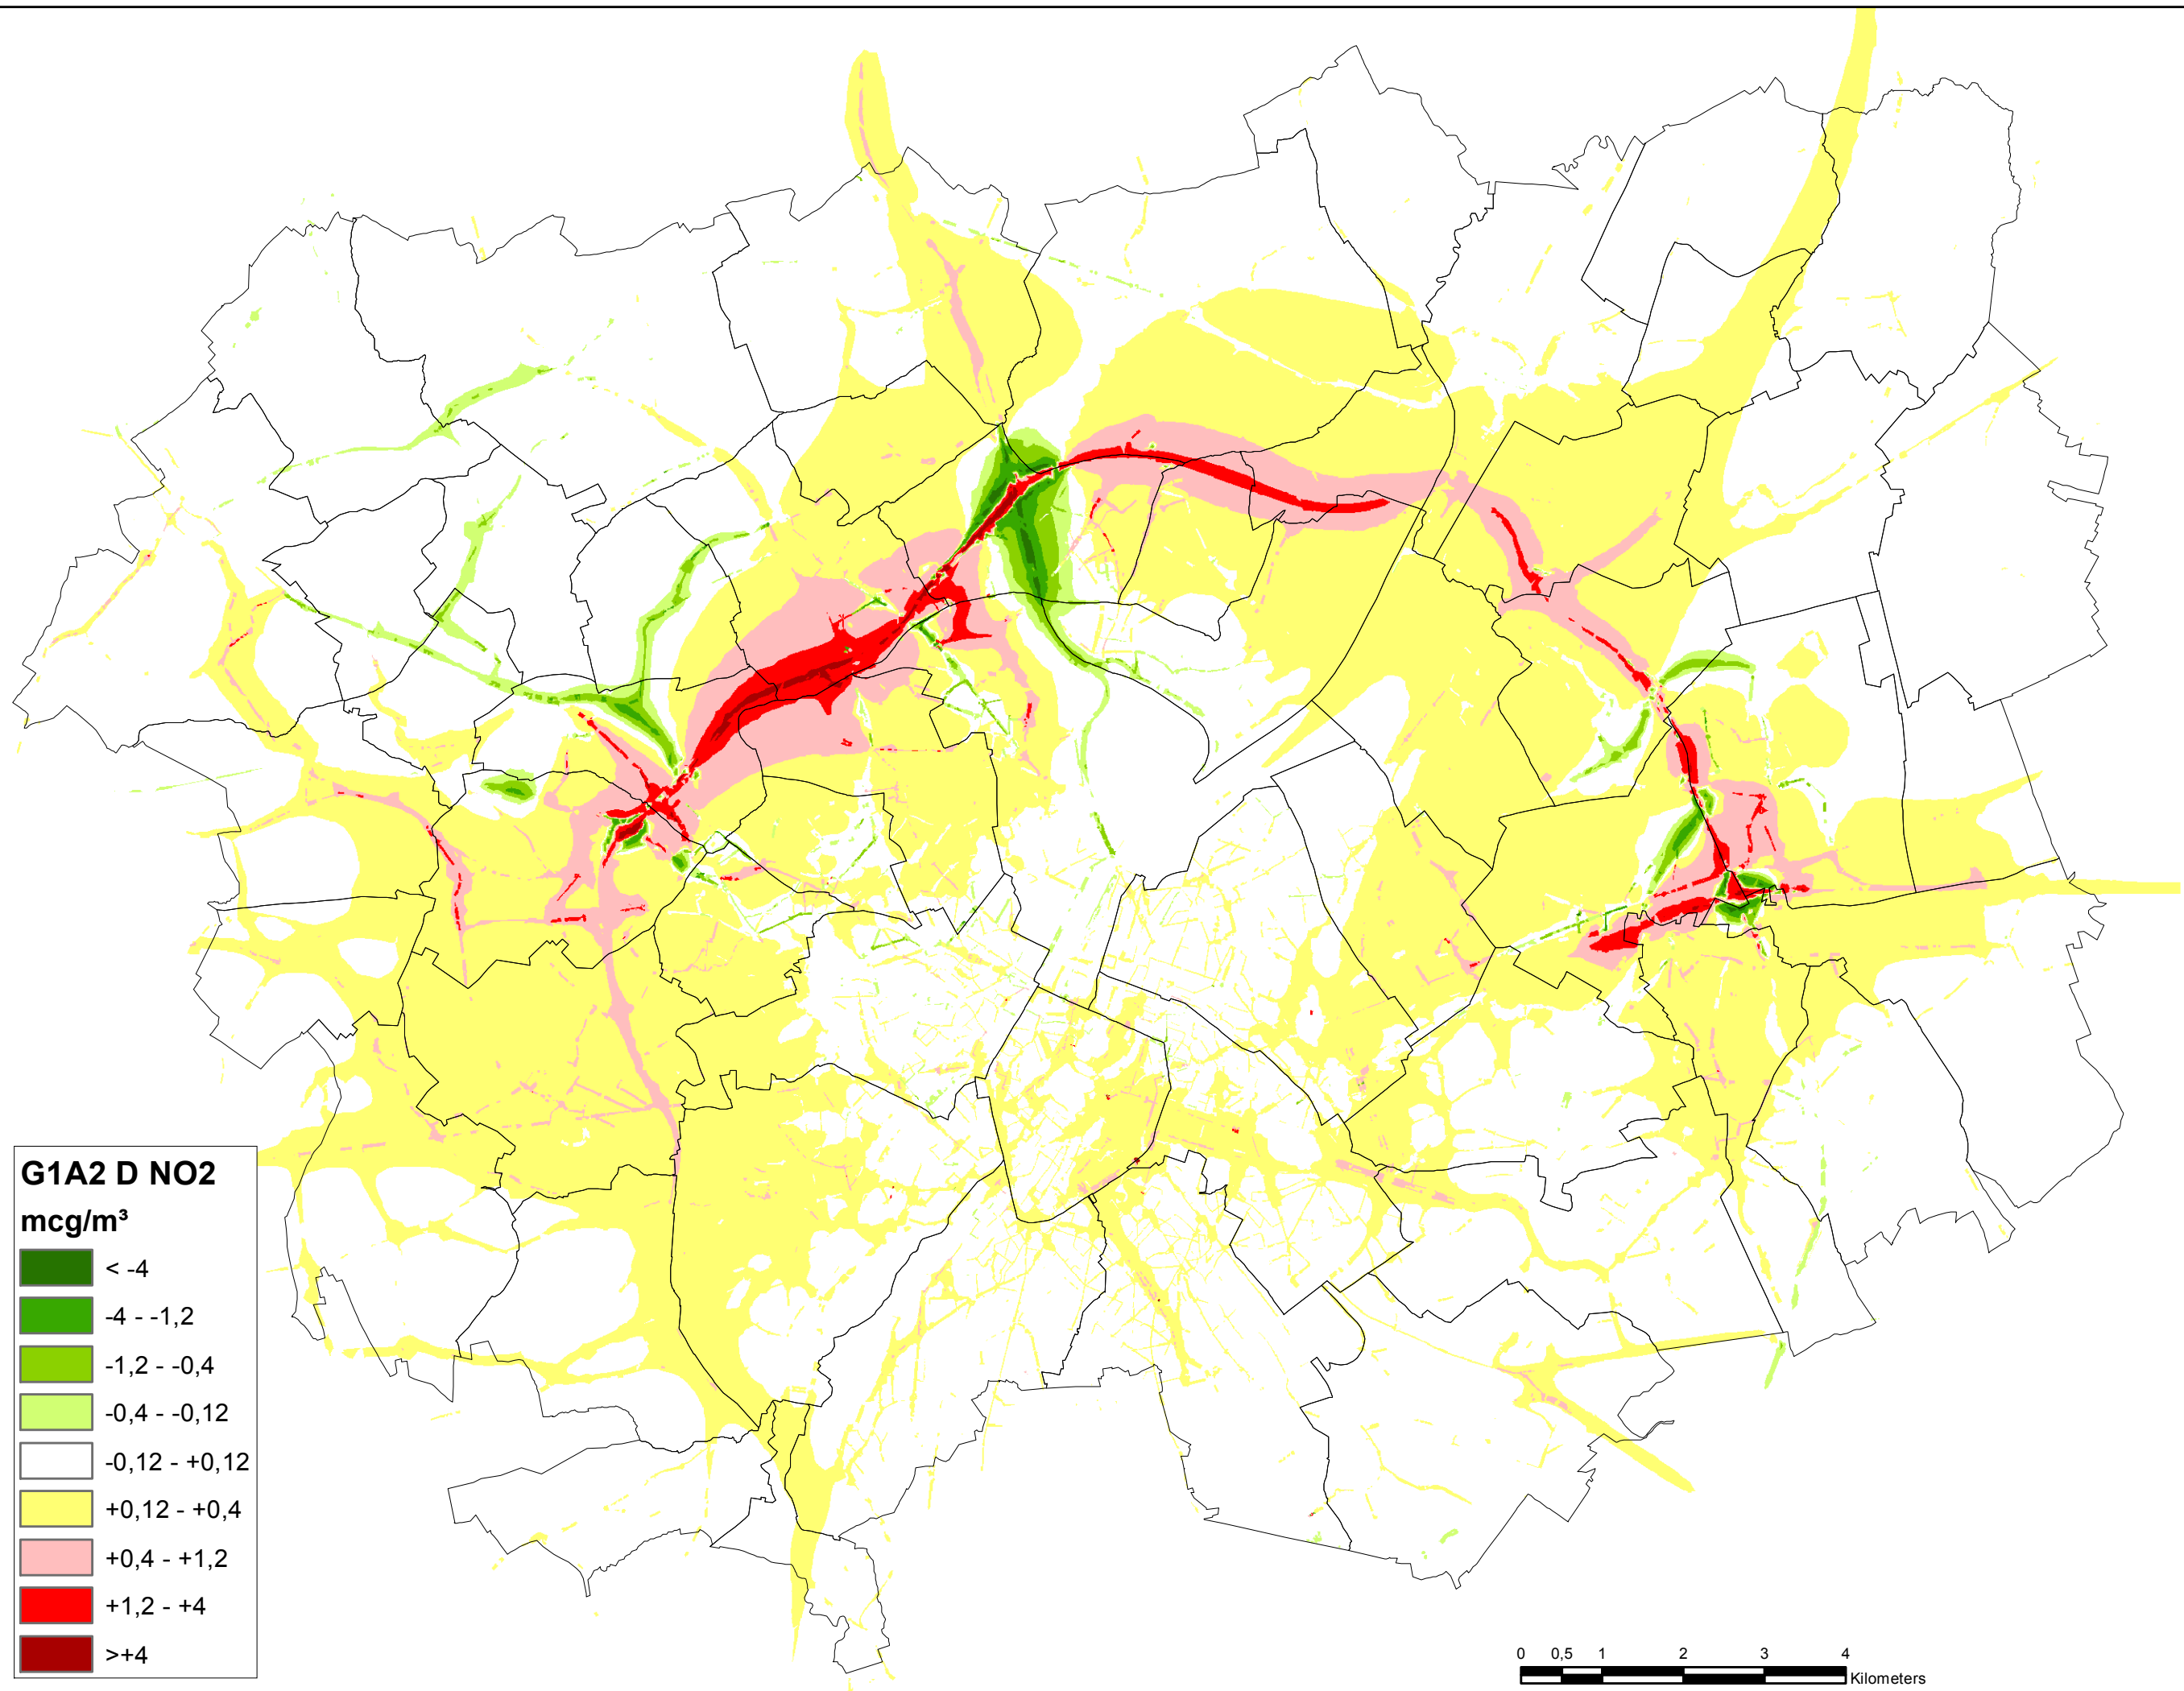 G1A2 D NO2
mcg/m³
< -4
-4 - -1,2
-1,2 - -0,4
-0,4 - -0,12
-0,12 - +0,12
+0,12 - +0,4
+0,4 - +1,2
+1,2 - +4
>+4
0 0,5 1 2 3 4
Kilometers